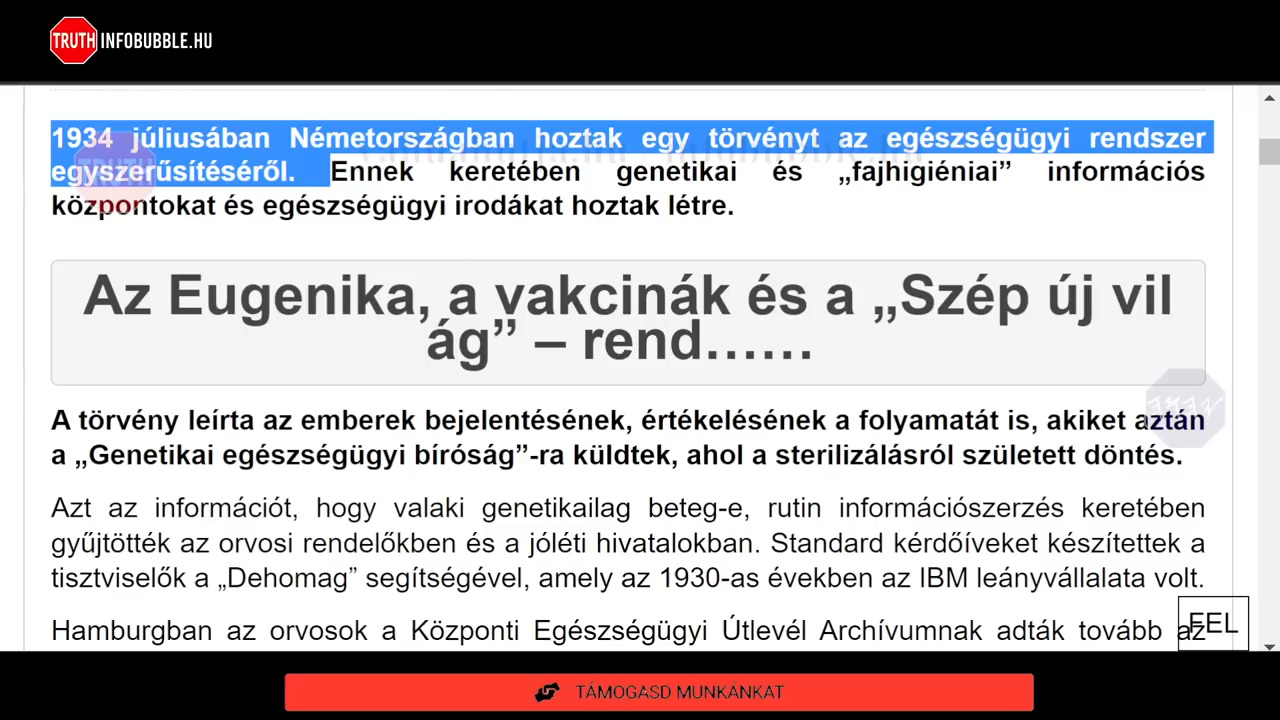 TRUTH INFOBUBBLE.HU
1934 júliusában Németországban hoztak egy törvényt az egészségügyi rendszer
egyszerűsítéséről. Ennek keretében genetikai és „fajhigiéniai” információs
központokat és egészségügyi irodákat hoztak létre.
Az Eugenika, a vakcinák és a „Szép új vil
ág” – rend……
A törvény leírta az emberek bejelentésének, értékelésének a folyamatát is, akiket aztán
a „Genetikai egészségügyi bíróság”-ra küldtek, ahol a sterilizálásról született döntés.
Azt az információt, hogy valaki genetikailag beteg-e, rutin információszerzés keretében
gyűjtötték az orvosi rendelőkben és a jóléti hivatalokban. Standard kérdőíveket készítettek a
tisztviselők a „Dehomag” segítségével, amely az 1930-as években az IBM leányvállalata volt.
Hamburgban az orvosok a Központi Egészségügyi Útlevél Archívumnak adták tovább az
FEL
TÁMOGASD MUNKÁNKAT